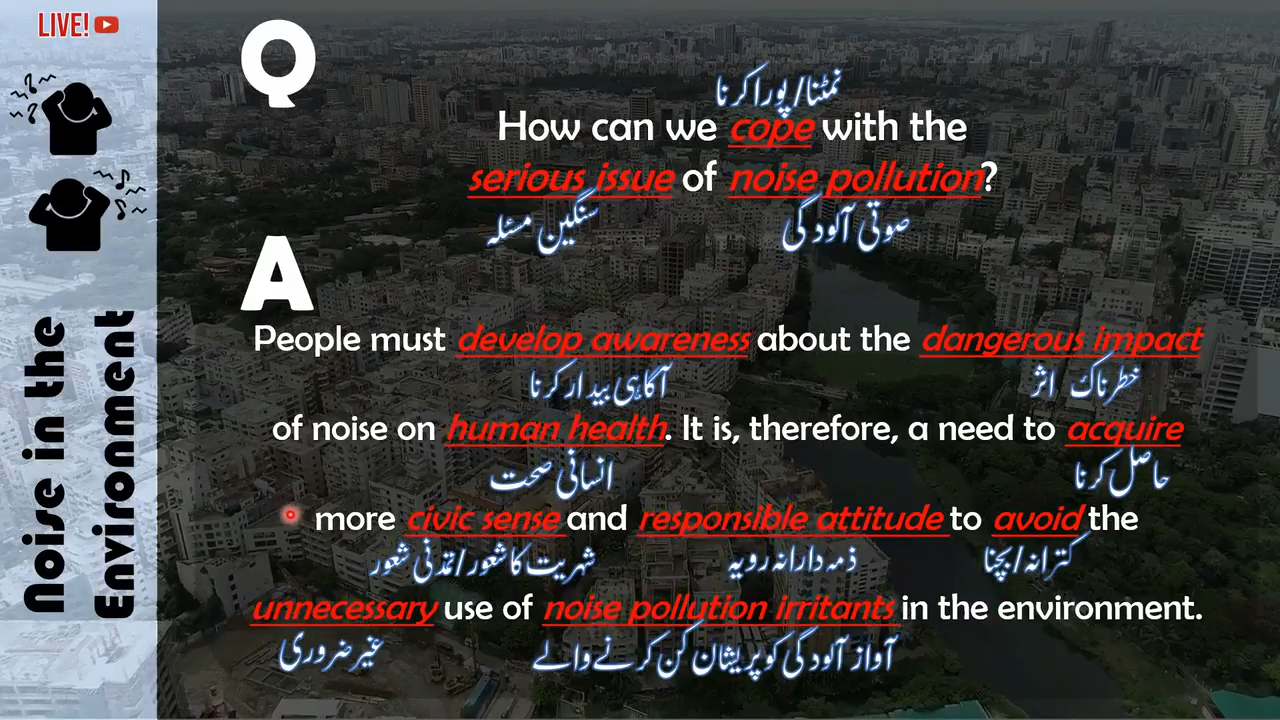 LIVE!
Noise in the
Environment
Q
نمٹنا/پورا کرنا
How can we cope with the
serious issue of noise pollution?
سنگین مسئلہ
صوتی آلودگی
A
People must develop awareness about the dangerous impact
آگاہی بیدار کرنا
خطرناک اثر
of noise on human health. It is, therefore, a need to acquire
انسانی صحت
حاصل کرنا
more civic sense and responsible attitude to avoid the
شہریت کا شعور/تمدنی شعور
ذمہ دارانہ رویہ
کترانہ/بچنا
unnecessary use of noise pollution irritants in the environment.
غیر ضروری
آواز آلودگی کو پریشان کن کرنے والے